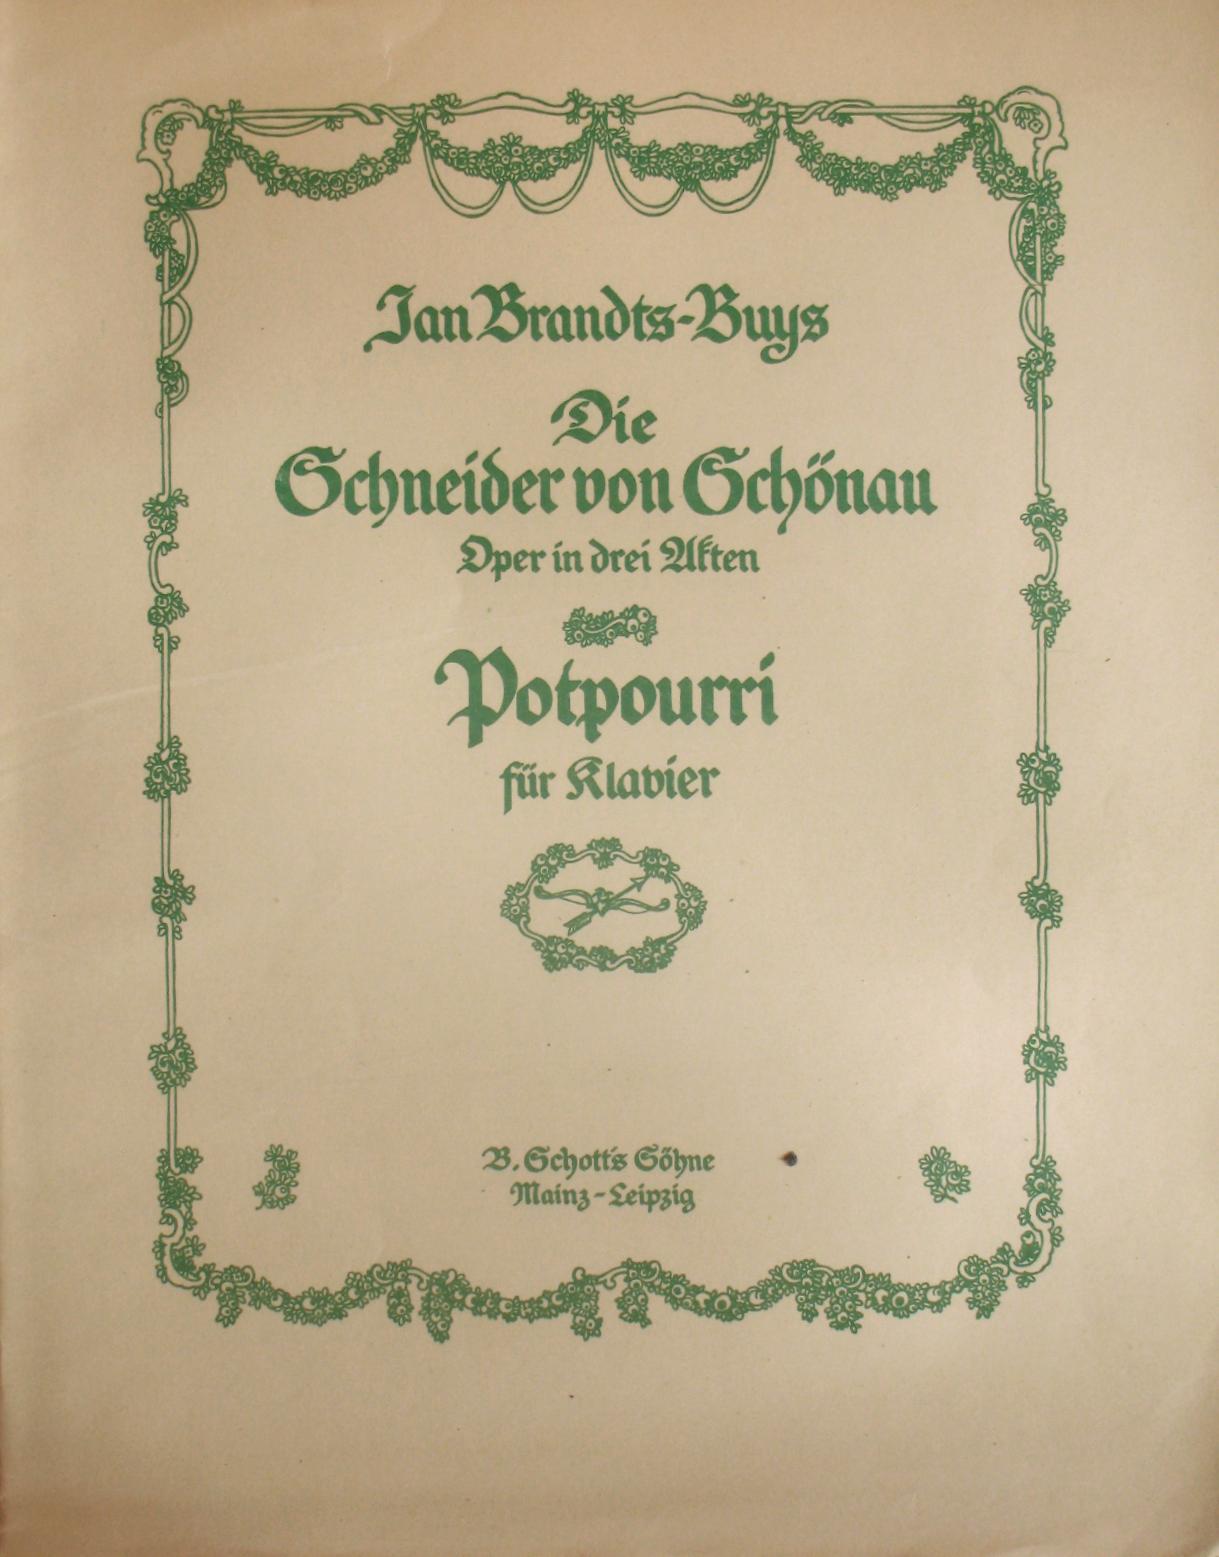 Jan Brandts-Buys
Die
Schneider von Schönau
Oper in drei Akten
Potpourri
für Klavier
B. Schott's Söhne
Mainz-Leipzig